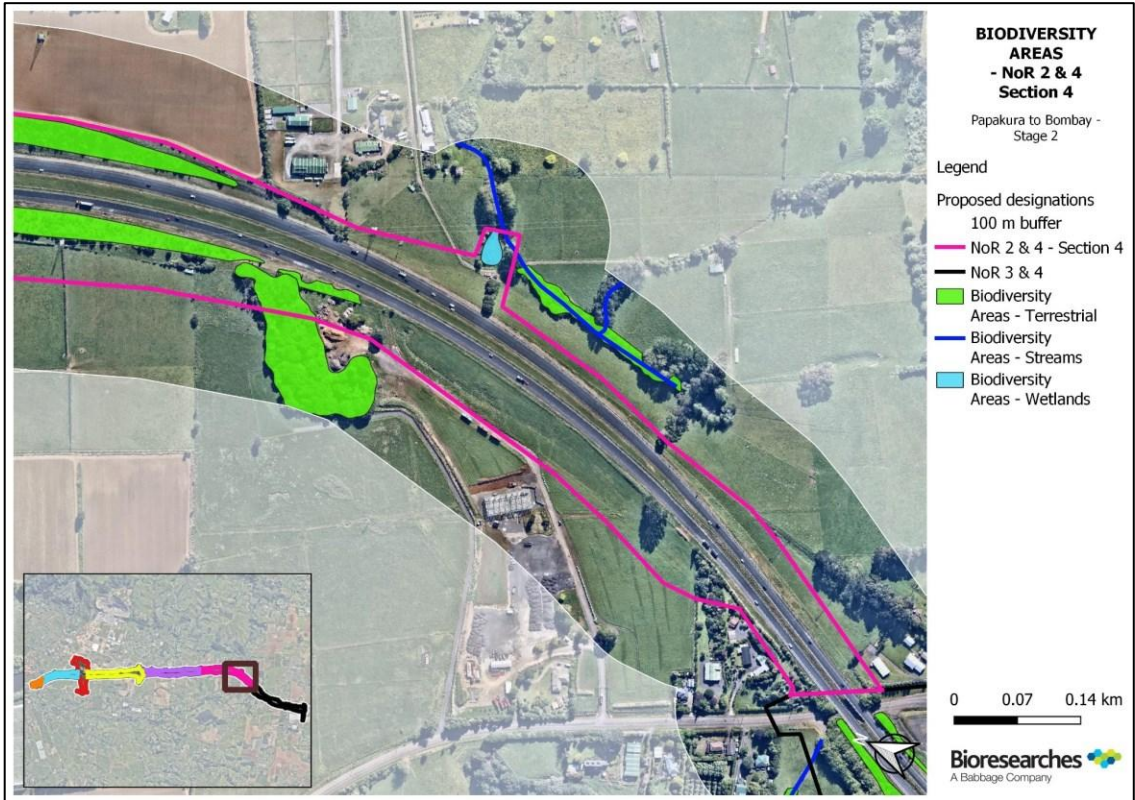 BIODIVERSITY
AREAS
- NoR 2 & 4
Section 4
Papakura to Bombay -
Stage 2
Legend
Proposed designations
100 m buffer
NoR 2 & 4 - Section 4
NoR 3 & 4
Biodiversity
Areas - Terrestrial
Biodiversity
Areas - Streams
Biodiversity
Areas - Wetlands
0 0.07 0.14 km
Bioresearches
A Babbage Company